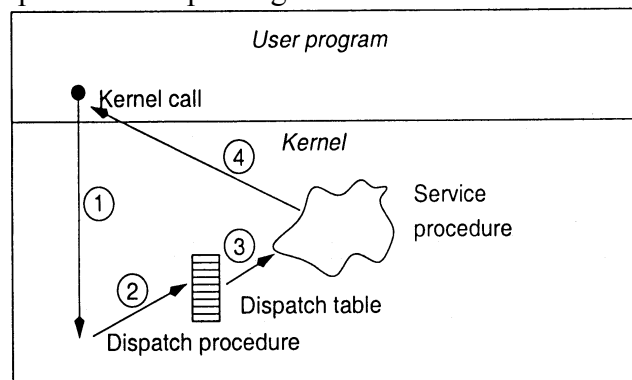 User program
Kernel call
Kernel
4
Service
procedure
1
3
2
Dispatch table
Dispatch procedure